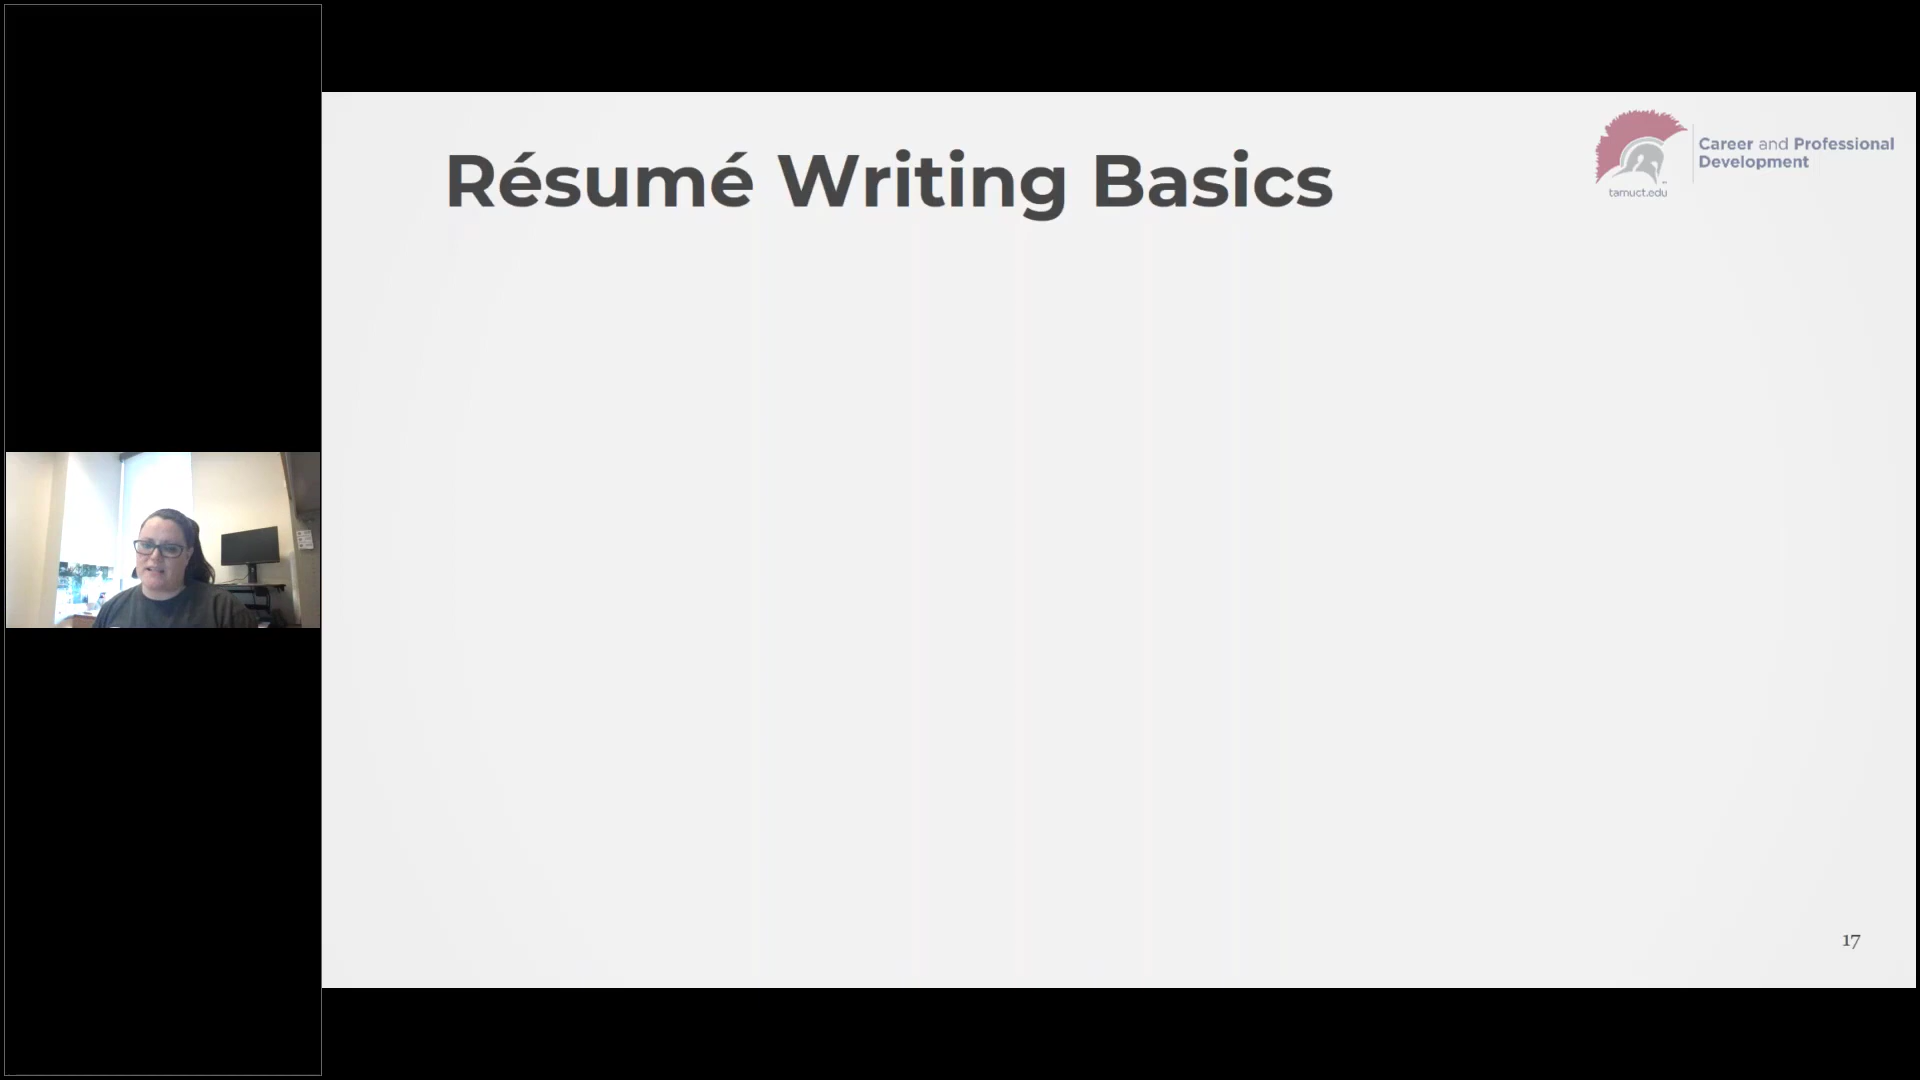 Résumé Writing Basics
Career and Professional
Development
tamuct.edu
17